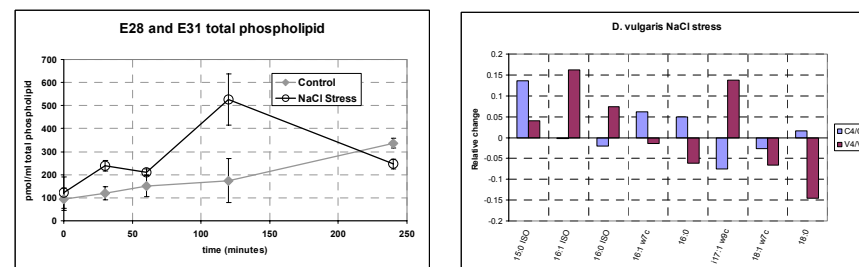 E28 and E31 total phospholipid
700
600
500
400
300
200
100
0
pmol/ml total phospholipid
Control
NaCl Stress
0
50
100
150
200
250
time (minutes)
D. vulgaris NaCl stress
0.2
0.15
0.1
0.05
0
-0.05
-0.1
-0.15
-0.2
Relative change
15:0 ISO
16:1 ISO
16:0 ISO
16:1 w7c
16:0
i17:1 w9c
18:1 w7c
18:0